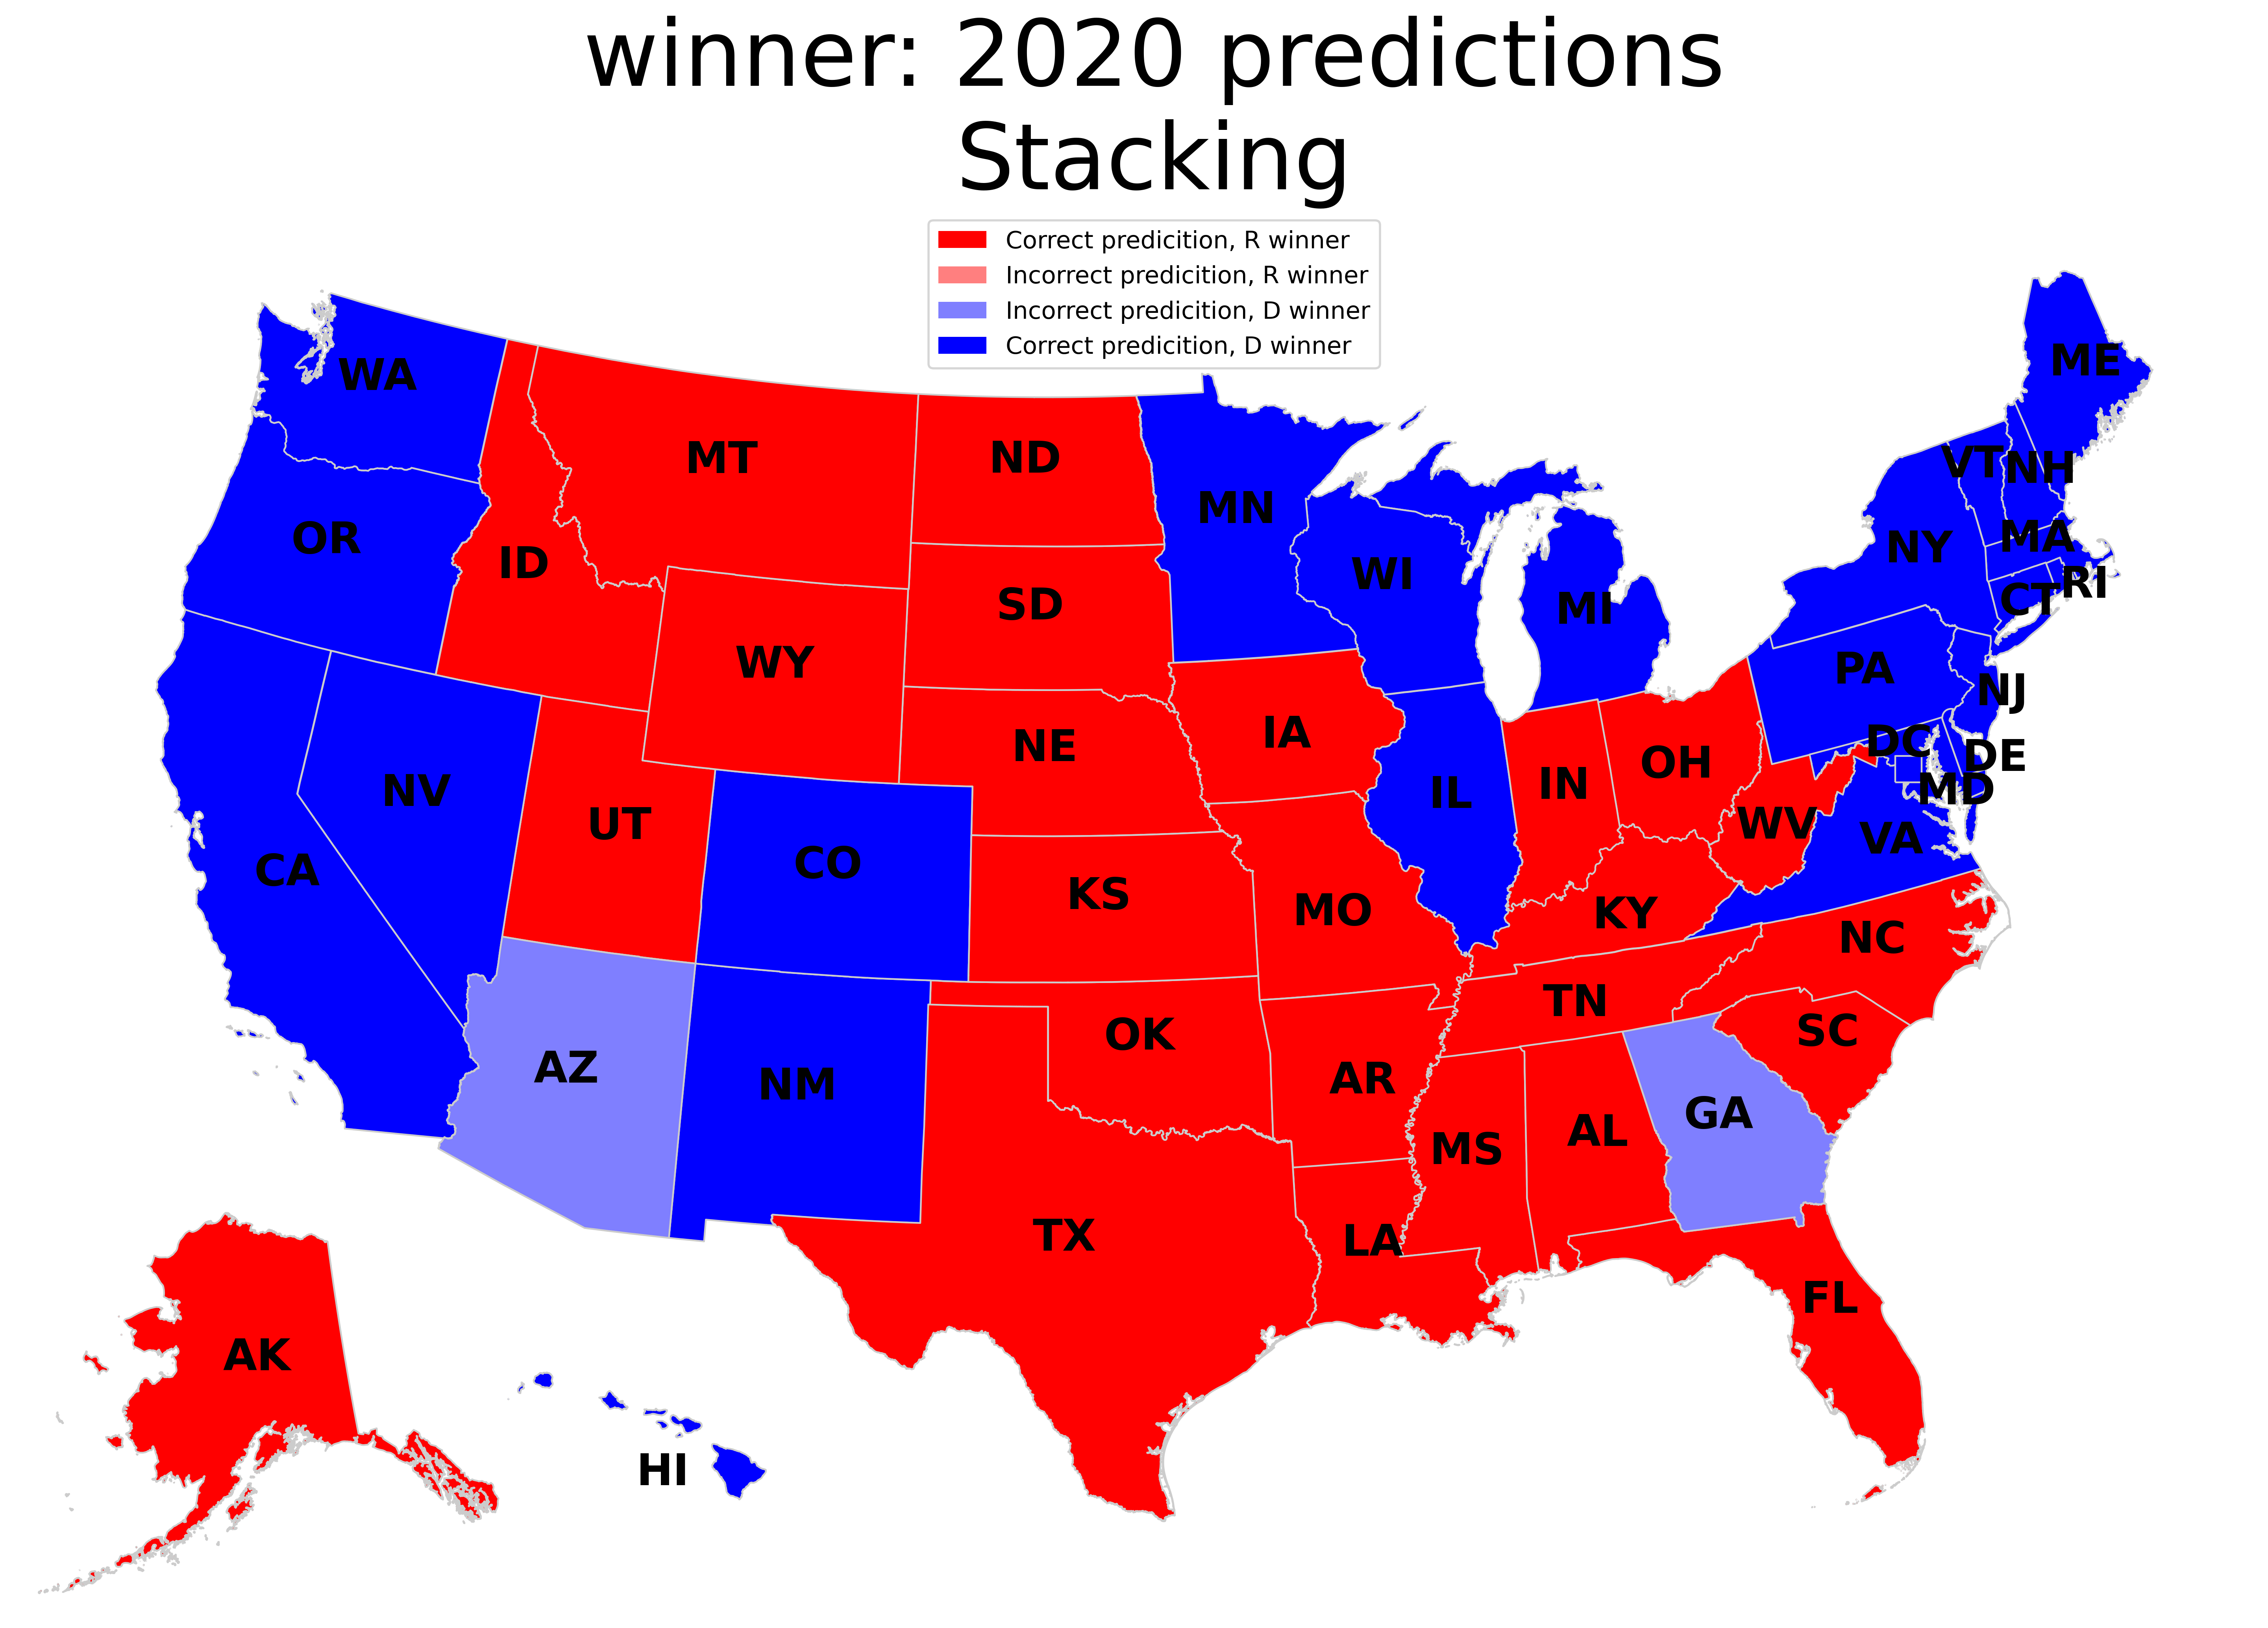 winner: 2020 predictions
Stacking
Correct predicition, R winner
Incorrect predicition, R winner
Incorrect predicition, D winner
Correct predicition, D winner
WA
ME
MT
ND
VT
NH
MN
OR
MA
NY
ID
WI
RI
CT
SD
MI
WY
PA
NJ
IA
NE
DC
DE
OH
IN
NV
IL
MD
UT
WV
VA
CO
CA
KS
MO
KY
NC
TN
SC
OK
AZ
AR
NM
GA
AL
MS
TX
LA
FL
AK
HI